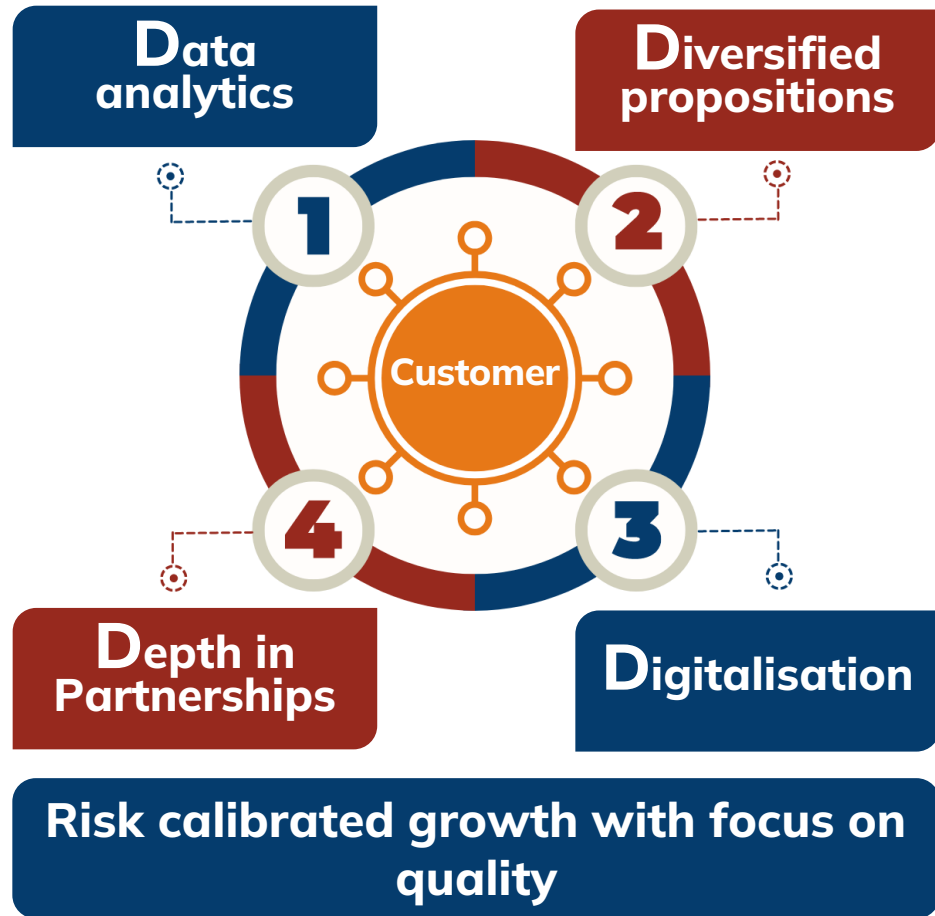 Data
analytics
Diversified
propositions
1
2
Customer
4
3
Depth in
Partnerships
Digitalisation
Risk calibrated growth with focus on
quality